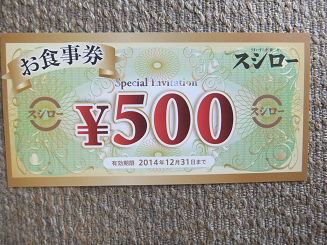 お食事券
スシロー
Special Invitation
スシロー
¥500
スシロー
有効期限 2014年12月31日まで